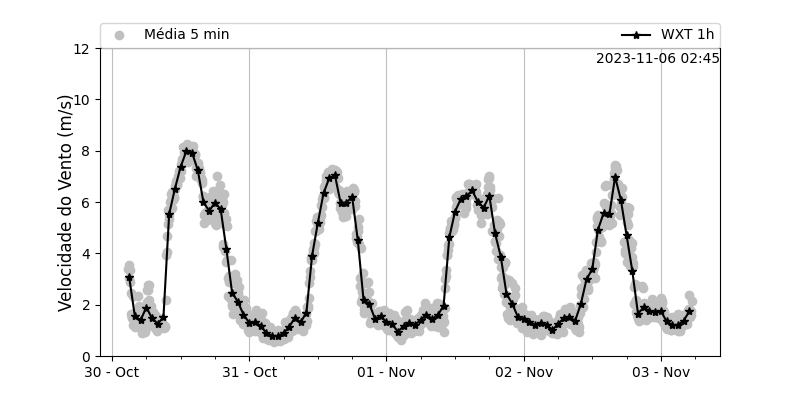 Média 5 min
WXT 1h
2023-11-06 02:45
Velocidade do Vento (m/s)
12
10
8
6
4
2
0
30 - Oct
31 - Oct
01 - Nov
02 - Nov
03 - Nov